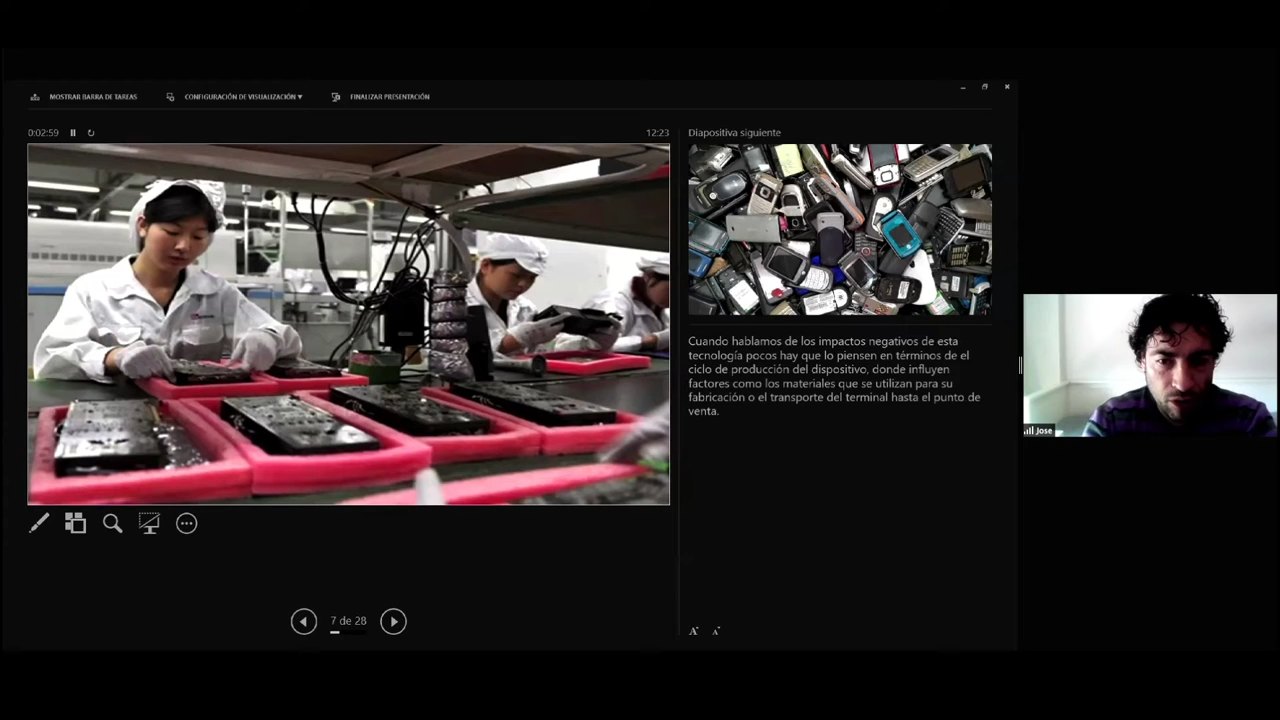 MOSTRAR BARRA DE TAREAS
CONFIGURACIÓN DE VISUALIZACIÓN ▾
FINALIZAR PRESENTACIÓN
0:02:59
12:23
Diapositiva siguiente
Cuando hablamos de los impactos negativos de esta
tecnología pocos hay que lo piensen en términos de el
ciclo de producción del dispositivo, donde influyen
factores como los materiales que se utilizan para su
fabricación o el transporte del terminal hasta el punto de
venta.
Jose
7 de 28
A A